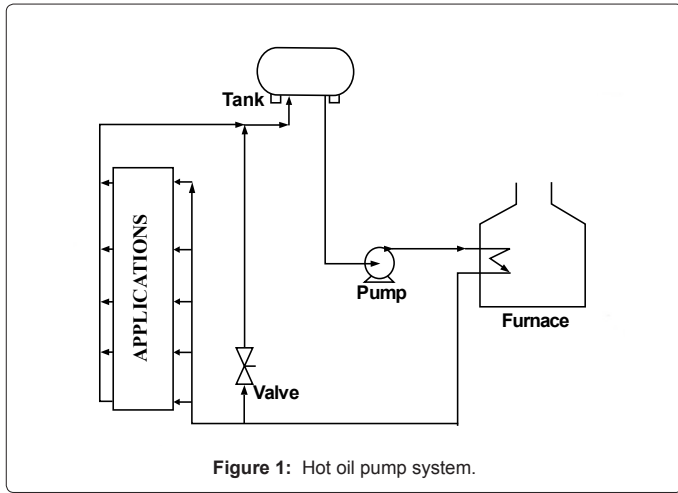 Tank
APPLICATIONS
Pump
Furnace
Valve
Figure 1: Hot oil pump system.